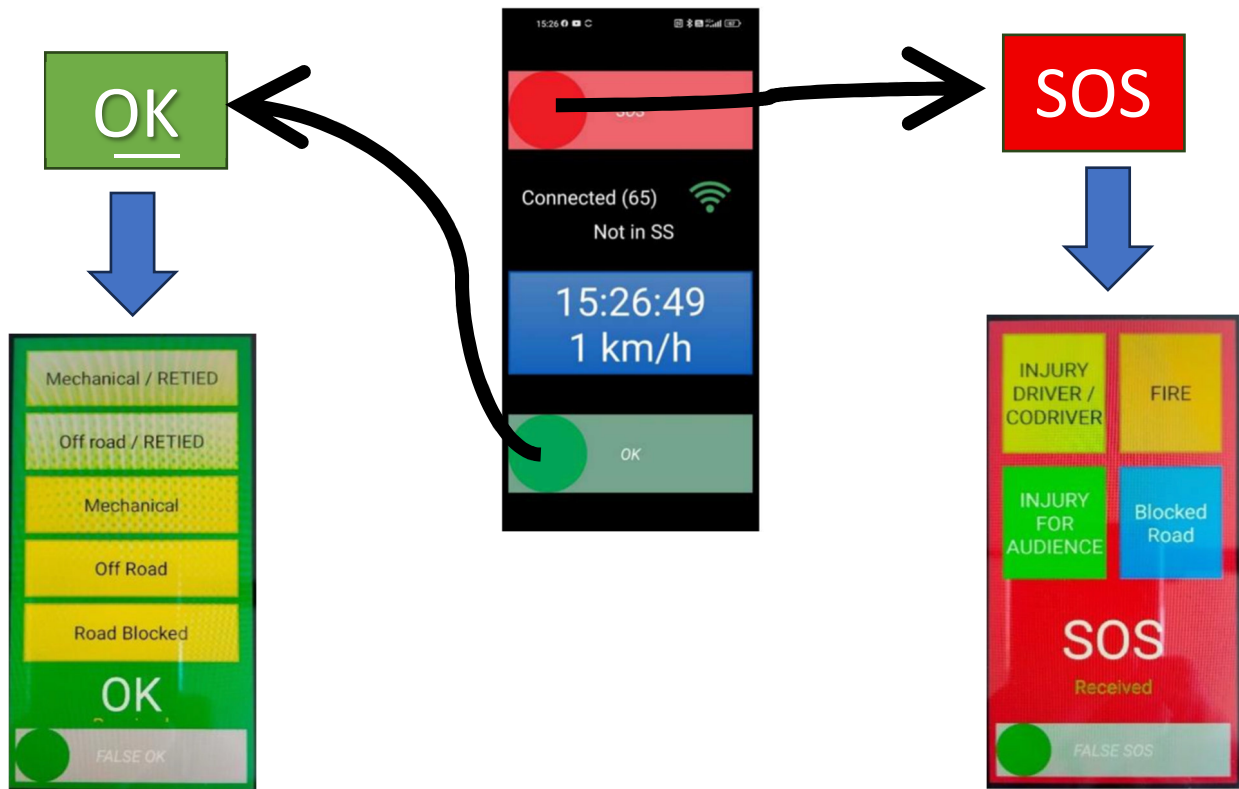 15:26
SOS
Connected (65)
Not in SS
15:26:49
1 km/h
OK
OK
Mechanical / RETIED
Off road / RETIED
Mechanical
Off Road
Road Blocked
OK
FALSE OK
SOS
INJURY
DRIVER /
CODRIVER
FIRE
INJURY
FOR
AUDIENCE
Blocked
Road
SOS
Received
FALSE SOS